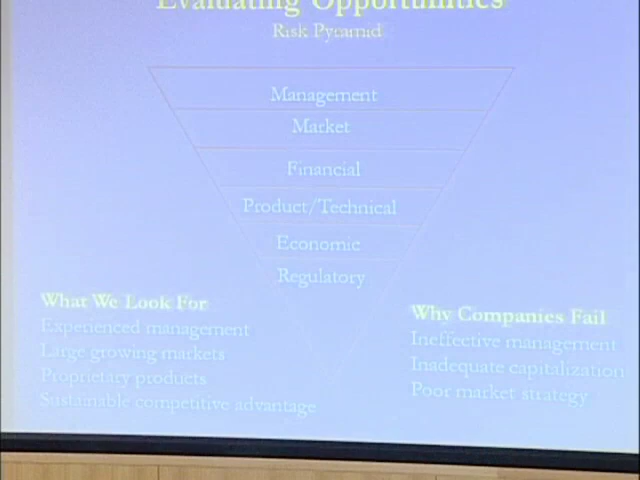 Evaluating Opportunities
Risk Pyramid
Management
Market
Financial
Product/Technical
Economic
Regulatory
What We Look For
Experienced management
Large growing markets
Proprietary products
Sustainable competitive advantage
Why Companies Fail
Ineffective management
Inadequate capitalization
Poor market strategy